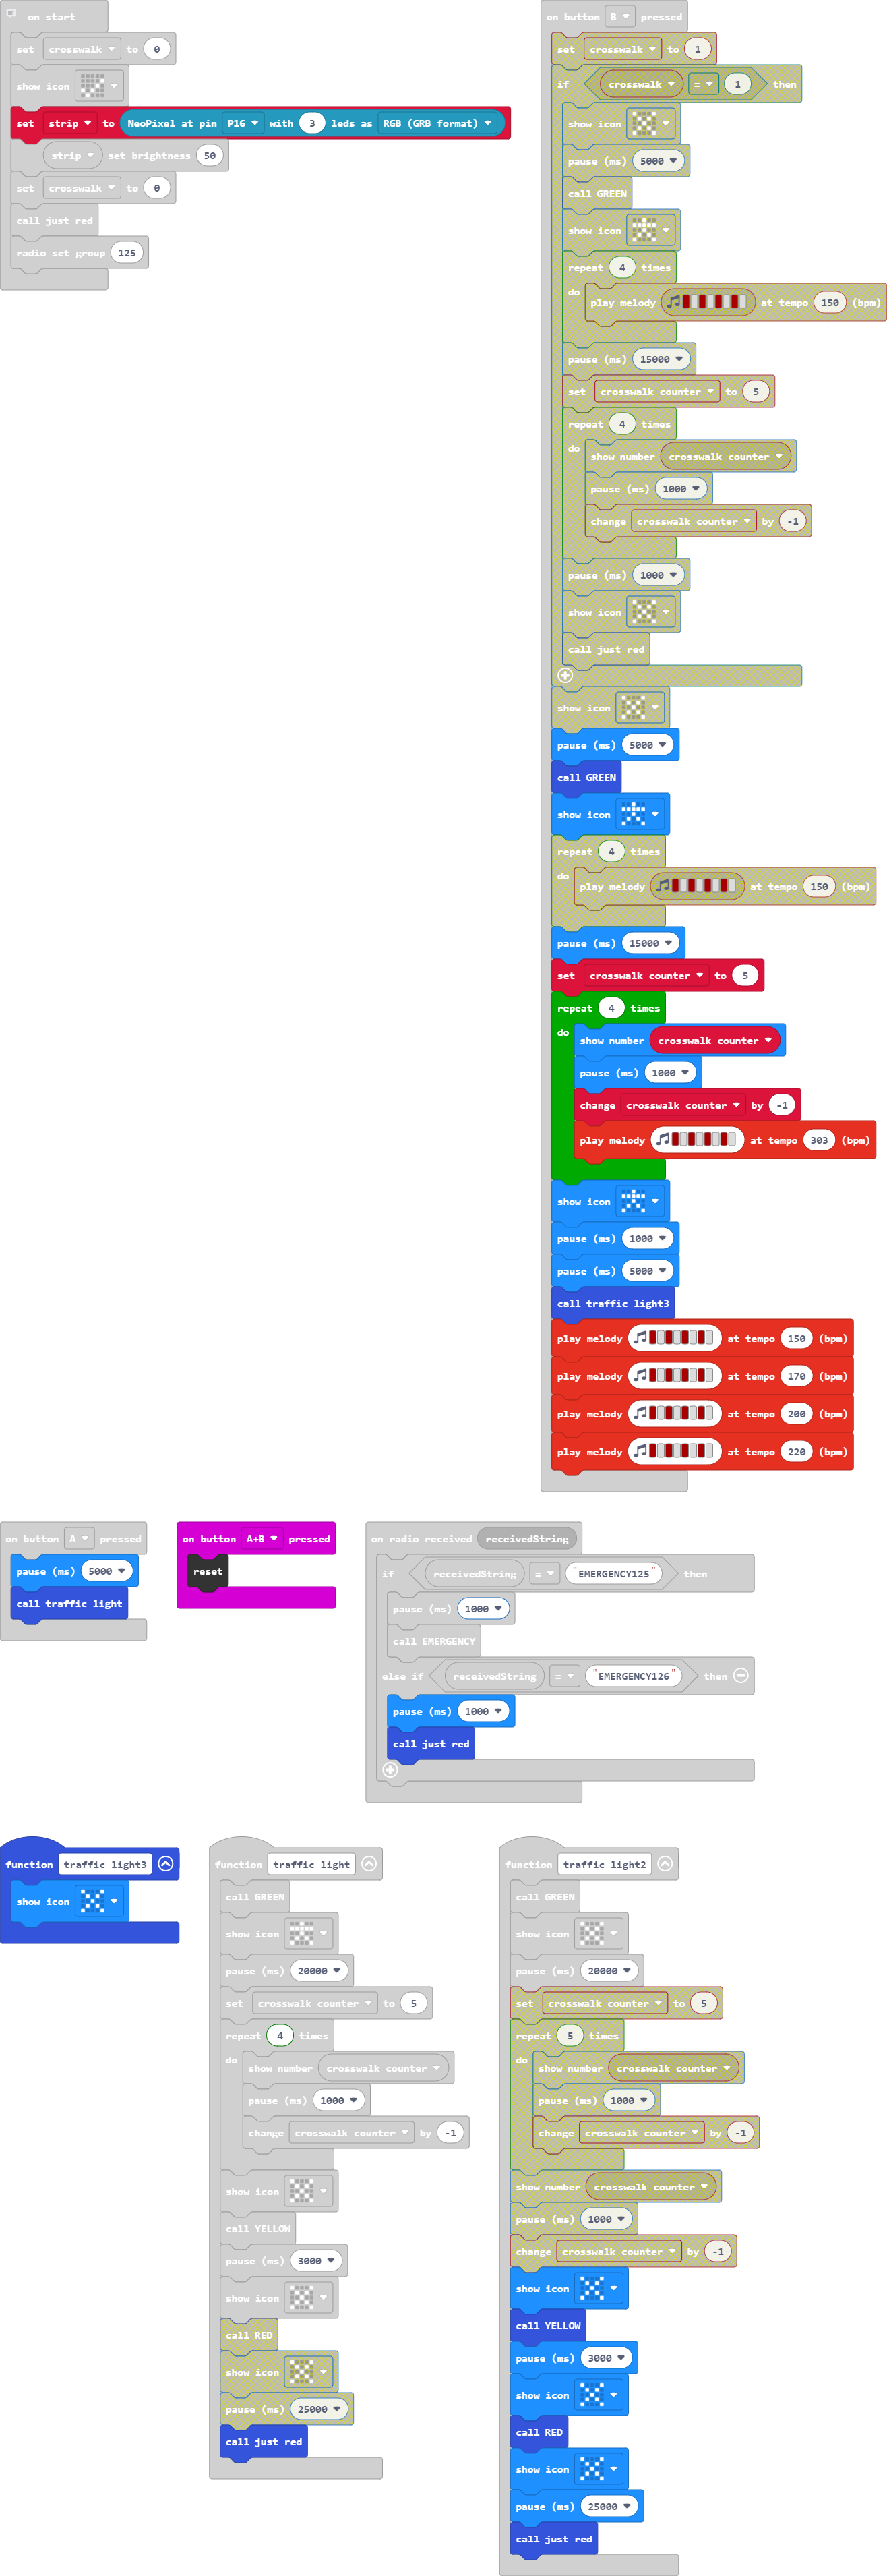 on start
set crosswalk to 0
show icon
set strip to NeoPixel at pin P16 with 3 leds as RGB (GRB format)
strip set brightness 50
set crosswalk to 0
call just red
radio set group 125
on button B pressed
set crosswalk to 1
if crosswalk = 1 then
show icon
pause (ms) 5000
call GREEN
show icon
repeat 4 times
do
play melody at tempo 150 (bpm)
pause (ms) 15000
set crosswalk counter to 5
repeat 4 times
do
show number crosswalk counter
pause (ms) 1000
change crosswalk counter by -1
pause (ms) 1000
show icon
call just red
show icon
pause (ms) 5000
call GREEN
show icon
repeat 4 times
do
play melody at tempo 150 (bpm)
pause (ms) 15000
set crosswalk counter to 5
repeat 4 times
do
show number crosswalk counter
pause (ms) 1000
change crosswalk counter by -1
play melody at tempo 303 (bpm)
show icon
pause (ms) 1000
pause (ms) 5000
call traffic light3
play melody at tempo 150 (bpm)
play melody at tempo 170 (bpm)
play melody at tempo 200 (bpm)
play melody at tempo 220 (bpm)
on button A pressed
pause (ms) 5000
call traffic light
on button A+B pressed
reset
on radio received receivedString
if receivedString = "EMERGENCY125" then
pause (ms) 1000
call EMERGENCY
else if receivedString = "EMERGENCY126" then
pause (ms) 1000
call just red
function traffic light3
show icon
function traffic light
call GREEN
show icon
pause (ms) 20000
set crosswalk counter to 5
repeat 4 times
do
show number crosswalk counter
pause (ms) 1000
change crosswalk counter by -1
show icon
call YELLOW
pause (ms) 3000
show icon
call RED
show icon
pause (ms) 25000
call just red
function traffic light2
call GREEN
show icon
pause (ms) 20000
set crosswalk counter to 5
repeat 5 times
do
show number crosswalk counter
pause (ms) 1000
change crosswalk counter by -1
show number crosswalk counter
pause (ms) 1000
change crosswalk counter by -1
show icon
call YELLOW
pause (ms) 3000
show icon
call RED
show icon
pause (ms) 25000
call just red